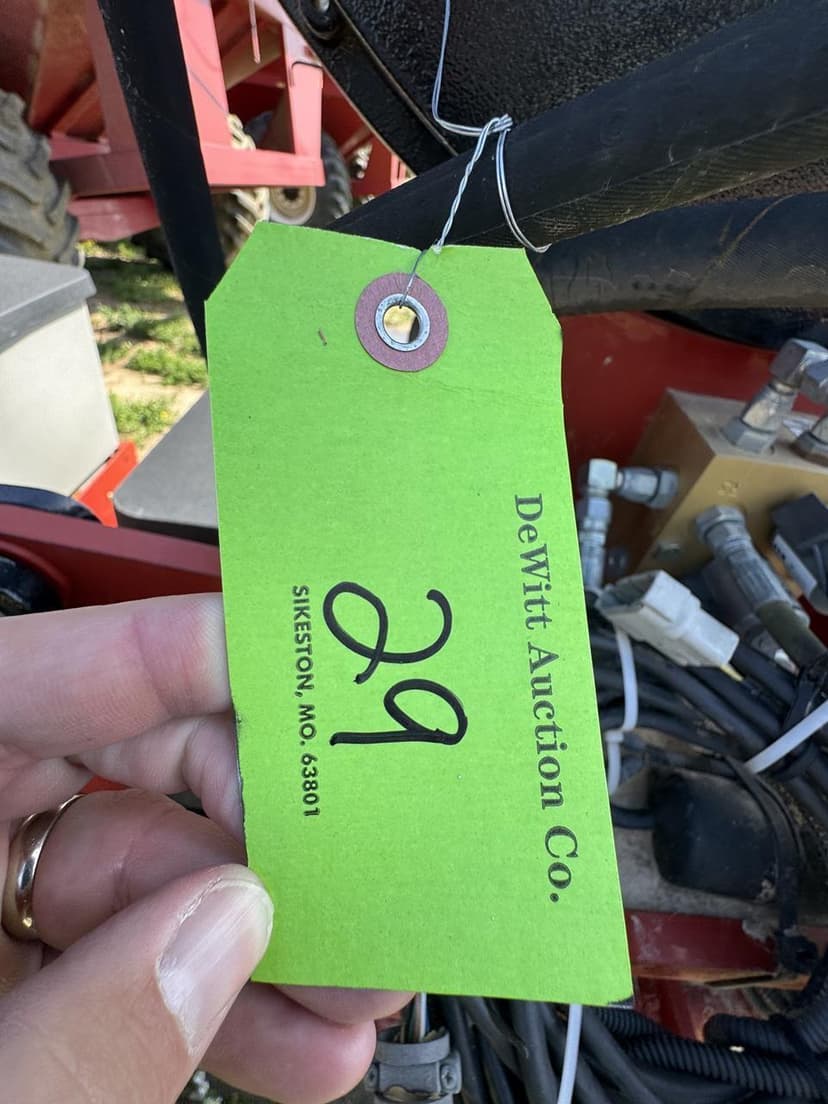 DeWitt Auction Co.
29
SIKESTON, MO. 63801